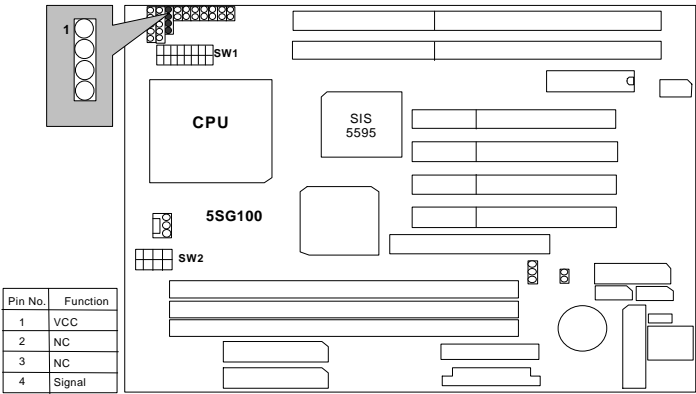 1
SW1
CPU
SIS
5595
5SG100
SW2
Pin No. Function
1 VCC
2 NC
3 NC
4 Signal